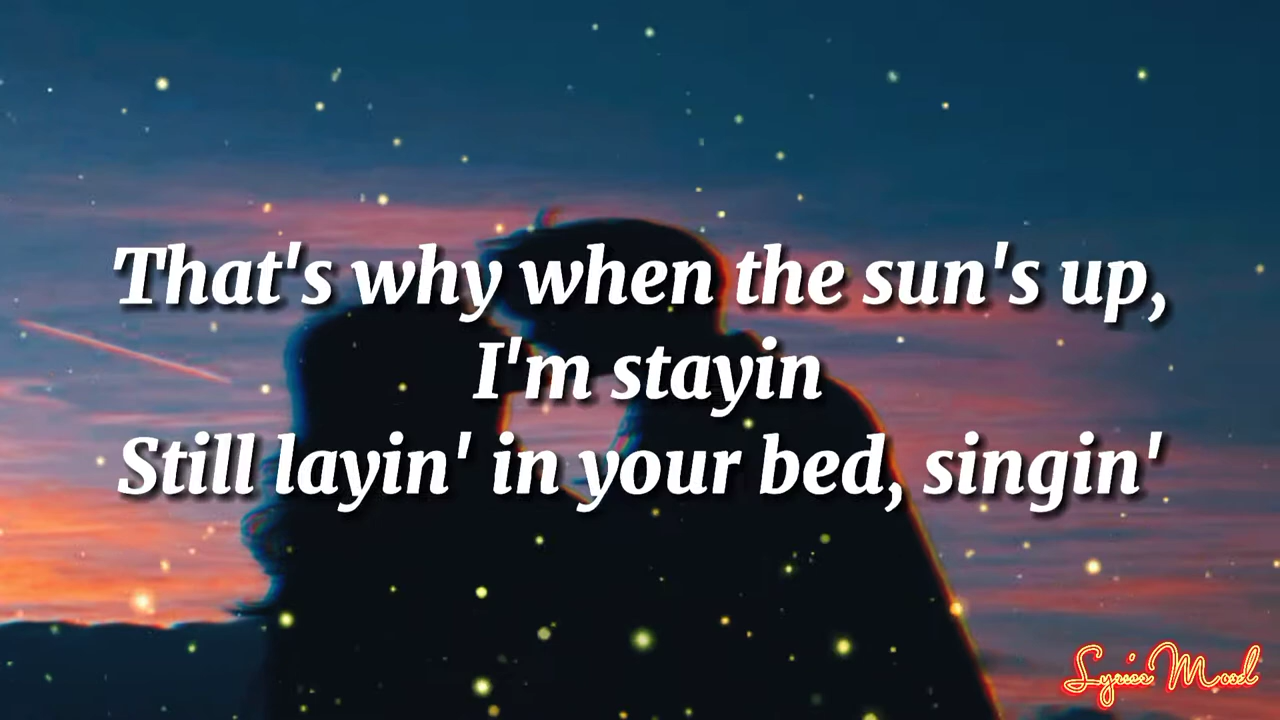 That's why when the sun's up,
I'm stayin
Still layin' in your bed, singin'
Lyrics Mood